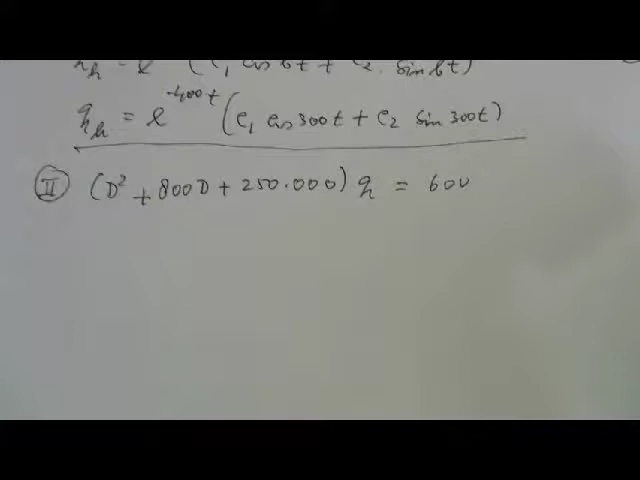 q_h = e^{-400t} (c_1 cos 300t + c_2 sin 300t)
II (D^2 + 800D + 250.000) q = 600